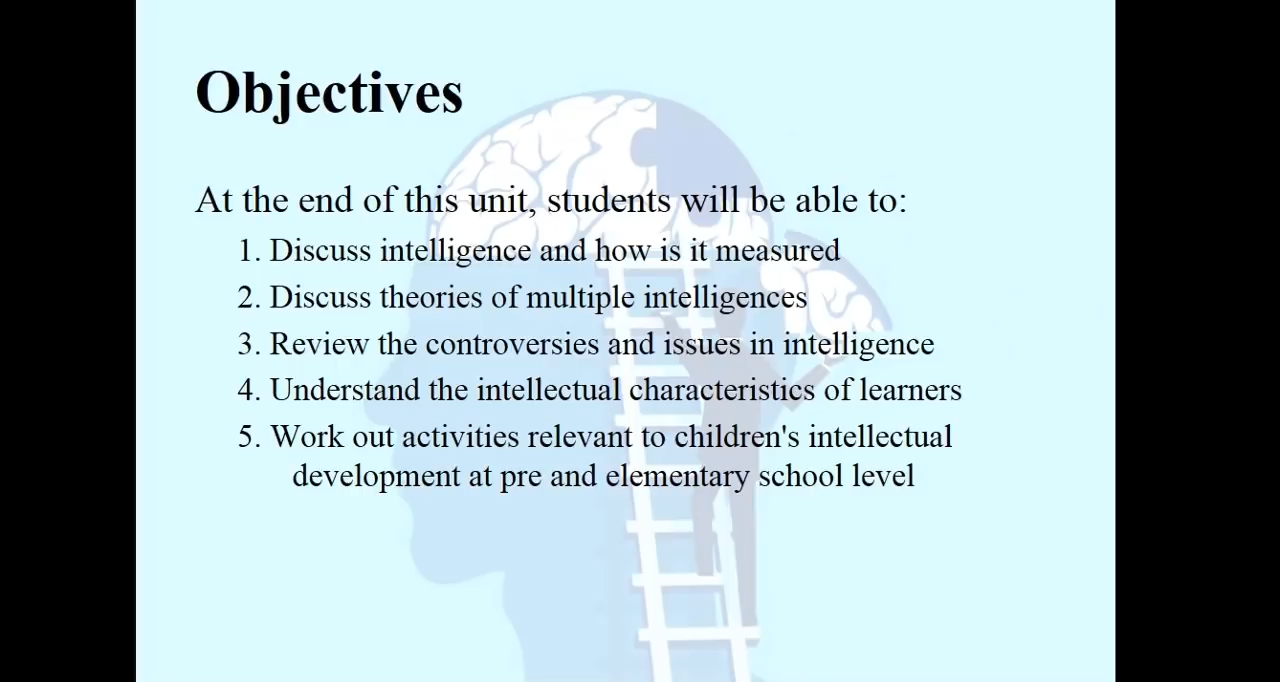 Objectives
At the end of this unit, students will be able to:
1. Discuss intelligence and how is it measured
2. Discuss theories of multiple intelligences
3. Review the controversies and issues in intelligence
4. Understand the intellectual characteristics of learners
5. Work out activities relevant to children's intellectual
development at pre and elementary school level